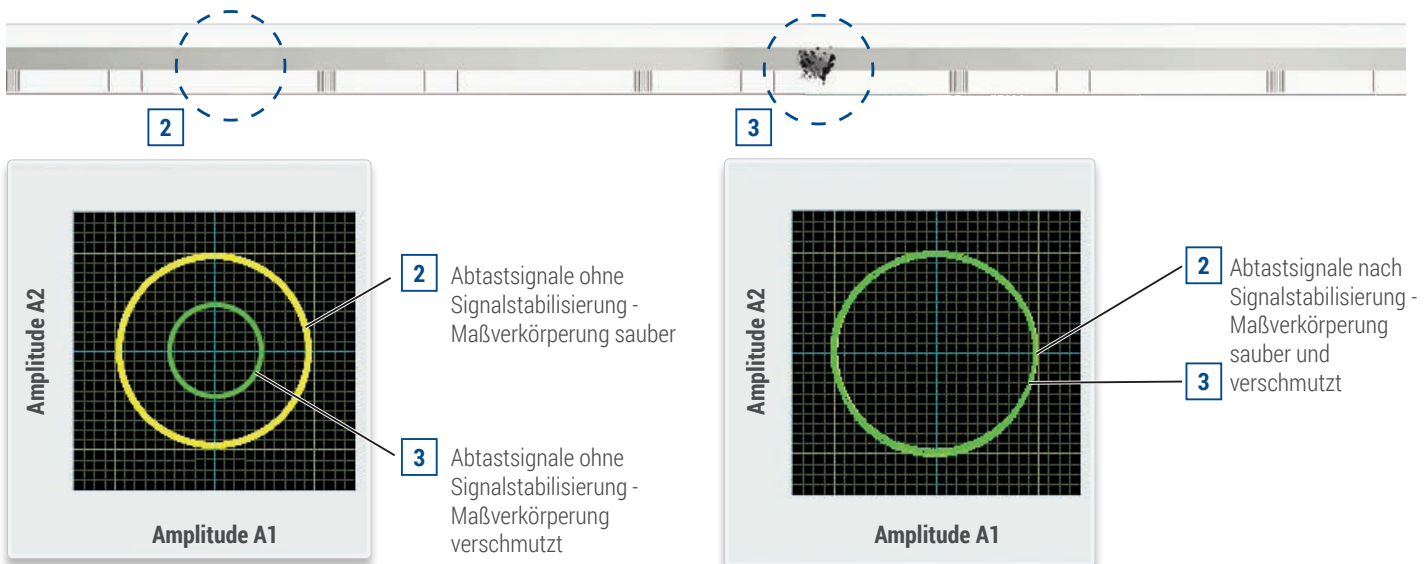 2
3
Amplitude A2
Amplitude A1
2
Abtastsignale ohne
Signalstabilisierung -
Maßverkörperung sauber
3
Abtastsignale ohne
Signalstabilisierung -
Maßverkörperung
verschmutzt
Amplitude A2
Amplitude A1
2
Abtastsignale nach
Signalstabilisierung -
Maßverkörperung
sauber und
3
verschmutzt